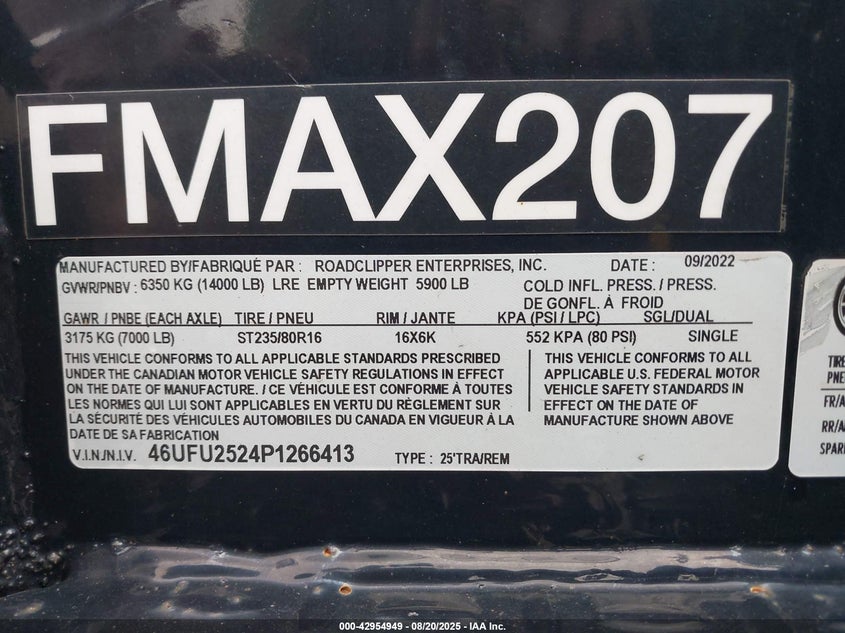 FMAX207
MANUFACTURED BY/FABRIQUÉ PAR : ROADCLIPPER ENTERPRISES, INC. DATE : 09/2022
GVWR/PNBV : 6350 KG (14000 LB) LRE EMPTY WEIGHT 5900 LB COLD INFL. PRESS./PRESS.
DE GONFL. À FROID
GAWR / PNBE (EACH AXLE) TIRE / PNEU RIM / JANTE KPA (PSI / LPC) SGL/DUAL
3175 KG (7000 LB) ST235/80R16 16X6K 552 KPA (80 PSI) SINGLE
THIS VEHICLE CONFORMS TO ALL APPLICABLE STANDARDS PRESCRIBED
UNDER THE CANADIAN MOTOR VEHICLE SAFETY REGULATIONS IN EFFECT
ON THE DATE OF MANUFACTURE. / CE VÉHICULE EST CONFORME À TOUTES
LES NORMES QUI LUI SONT APPLICABLES EN VERTU DU RÈGLEMENT SUR
LA SÉCURITÉ DES VÉHICULES AUTOMOBILES DU CANADA EN VIGUEUR À LA
DATE DE SA FABRICATION
THIS VEHICLE CONFORMS TO ALL
APPLICABLE U.S. FEDERAL MOTOR
VEHICLE SAFETY STANDARDS IN
EFFECT ON THE DATE OF
MANUFACTURE SHOWN ABOVE
V.I.N./N.I.V. 46UFU2524P1266413 TYPE : 25'TRA/REM
TIRE
PNE
FR/A
RR/A
SPAR
000-42954949 | 08/20/2025 - IAA Inc.